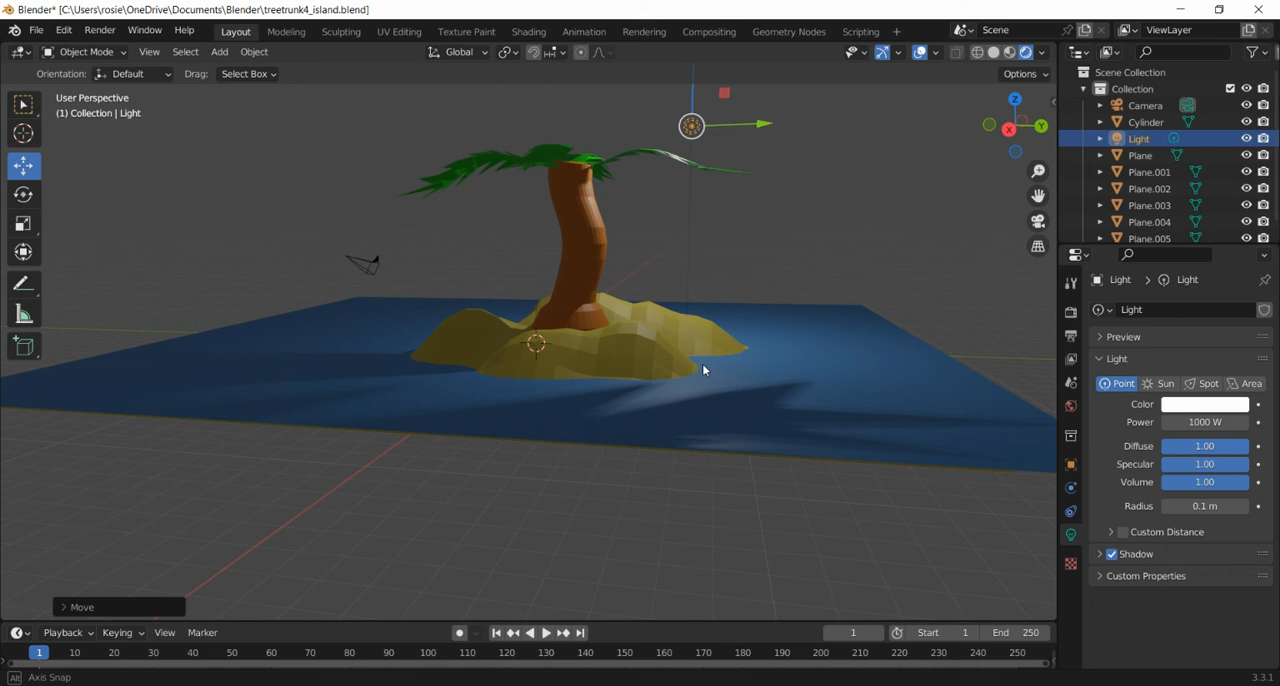 Blender* [C:\Users\rosie\OneDrive\Documents\Blender\treetrunk4_island.blend]
File Edit Render Window Help Layout Modeling Sculpting UV Editing Texture Paint Shading Animation Rendering Compositing Geometry Nodes Scripting + Scene ViewLayer
Object Mode View Select Add Object Global
Orientation: Default Drag: Select Box Options
User Perspective
(1) Collection | Light
Z
Y
X
Move
Scene Collection
Collection
Camera
Cylinder
Light
Plane
Plane.001
Plane.002
Plane.003
Plane.004
Plane.005
Light > Light
Light
Preview
Light
Point Sun Spot Area
Color
Power 1000 W
Diffuse 1.00
Specular 1.00
Volume 1.00
Radius 0.1 m
Custom Distance
Shadow
Custom Properties
Playback Keying View Marker 1 Start 1 End 250
1 10 20 30 40 50 60 70 80 90 100 110 120 130 140 150 160 170 180 190 200 210 220 230 240 250
Alt Axis Snap 3.3.1